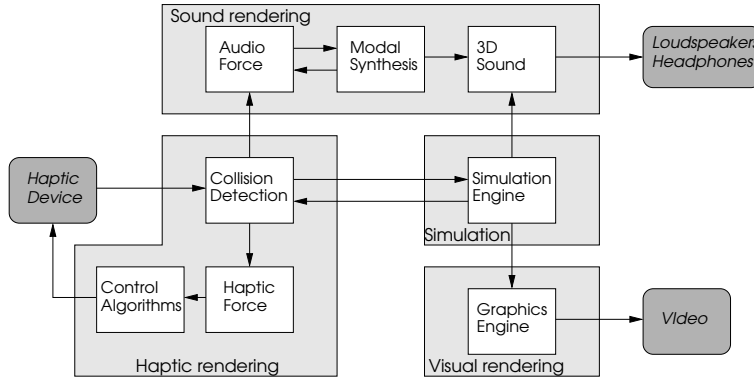 Sound rendering
Audio
Force
Modal
Synthesis
3D
Sound
Loudspeakers
Headphones
Haptic
Device
Collision
Detection
Simulation
Engine
Simulation
Control
Algorithms
Haptic
Force
Haptic rendering
Graphics
Engine
Visual rendering
VIdeo